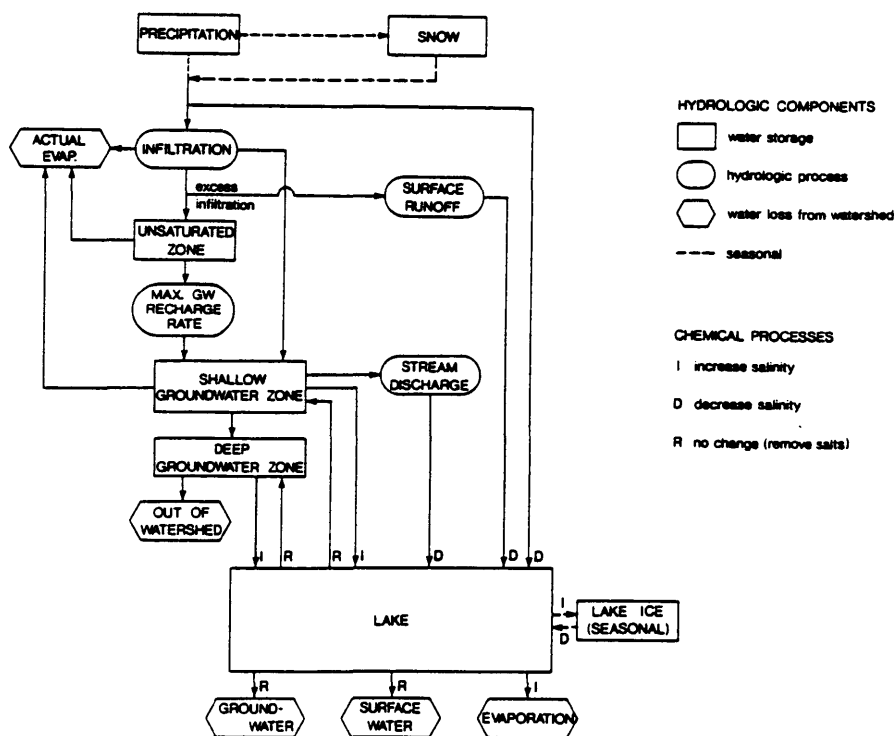 PRECIPITATION
SNOW
ACTUAL
EVAP.
INFILTRATION
excess
infiltration
SURFACE
RUNOFF
UNSATURATED
ZONE
MAX. GW
RECHARGE
RATE
SHALLOW
GROUNDWATER ZONE
STREAM
DISCHARGE
DEEP
GROUNDWATER ZONE
OUT OF
WATERSHED
I R R I D D D
LAKE
I
D
LAKE ICE
(SEASONAL)
R R I
GROUND-
WATER
SURFACE
WATER
EVAPORATION
HYDROLOGIC COMPONENTS
water storage
hydrologic process
water loss from watershed
seasonal
CHEMICAL PROCESSES
I increase salinity
D decrease salinity
R no change (remove salts)